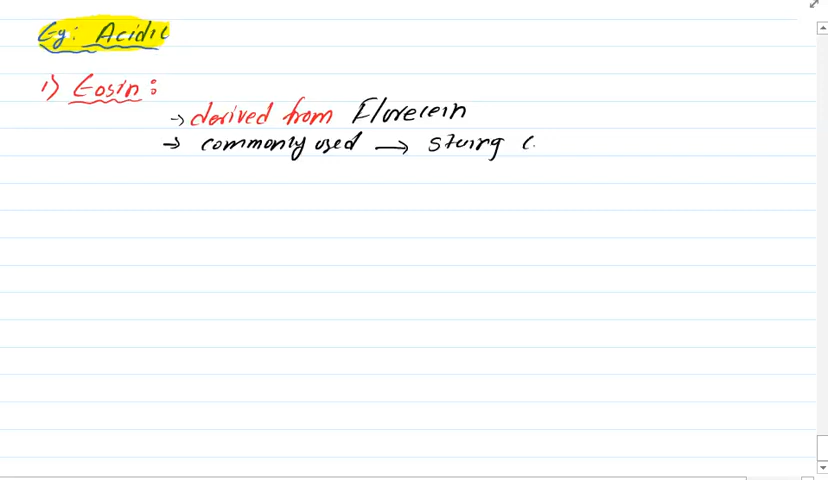 Eg: Acidic
1) Eosin:
→ derived from Flurecein
→ commonly used → staing (